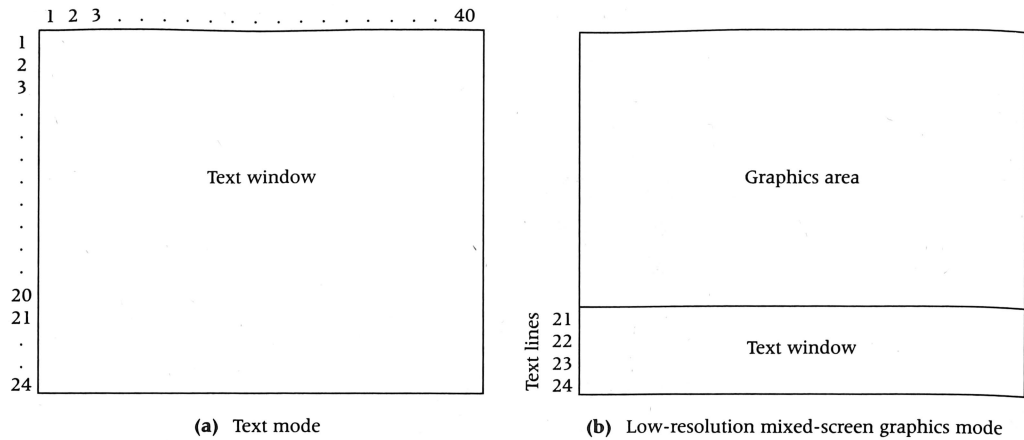 1 2 3 . . . . . . . . . . . . . . . 40
1
2
3
.
.
.
.
.
.
.
.
20
21
.
.
24
Text window
(a) Text mode
Graphics area
Text lines
21
22
23
24
Text window
(b) Low-resolution mixed-screen graphics mode